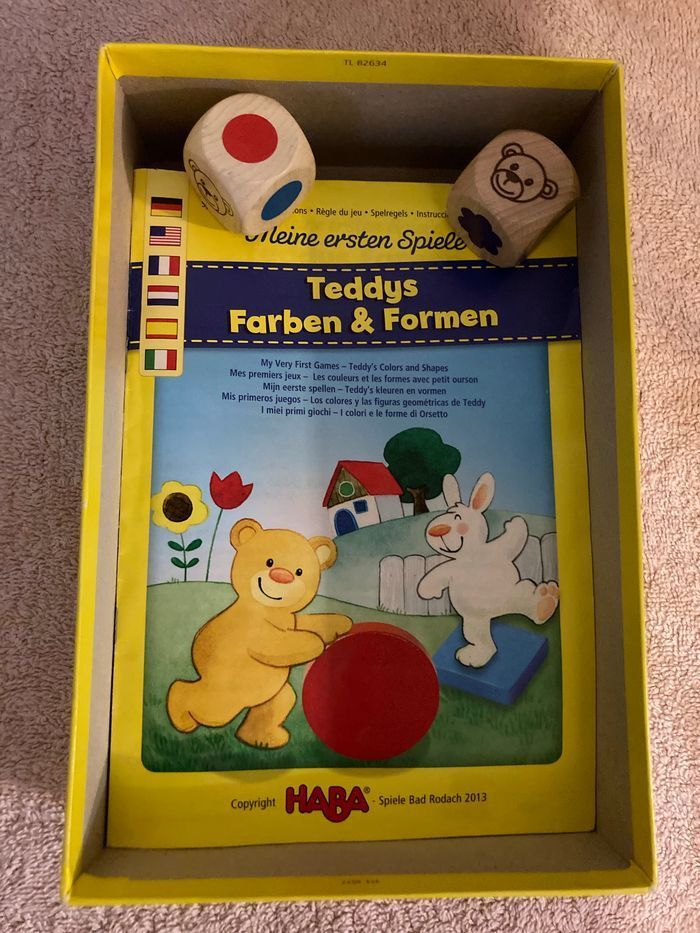 TL 82634
ons • Règle du jeu • Spelregels • Instrucci
Meine ersten Spiele
Teddys
Farben & Formen
My Very First Games – Teddy's Colors and Shapes
Mes premiers jeux – Les couleurs et les formes avec petit ourson
Mijn eerste spellen – Teddy's kleuren en vormen
Mis primeros juegos – Los colores y las figuras geométricas de Teddy
I miei primi giochi – I colori e le forme di Orsetto
Copyright HABA® - Spiele Bad Rodach 2013